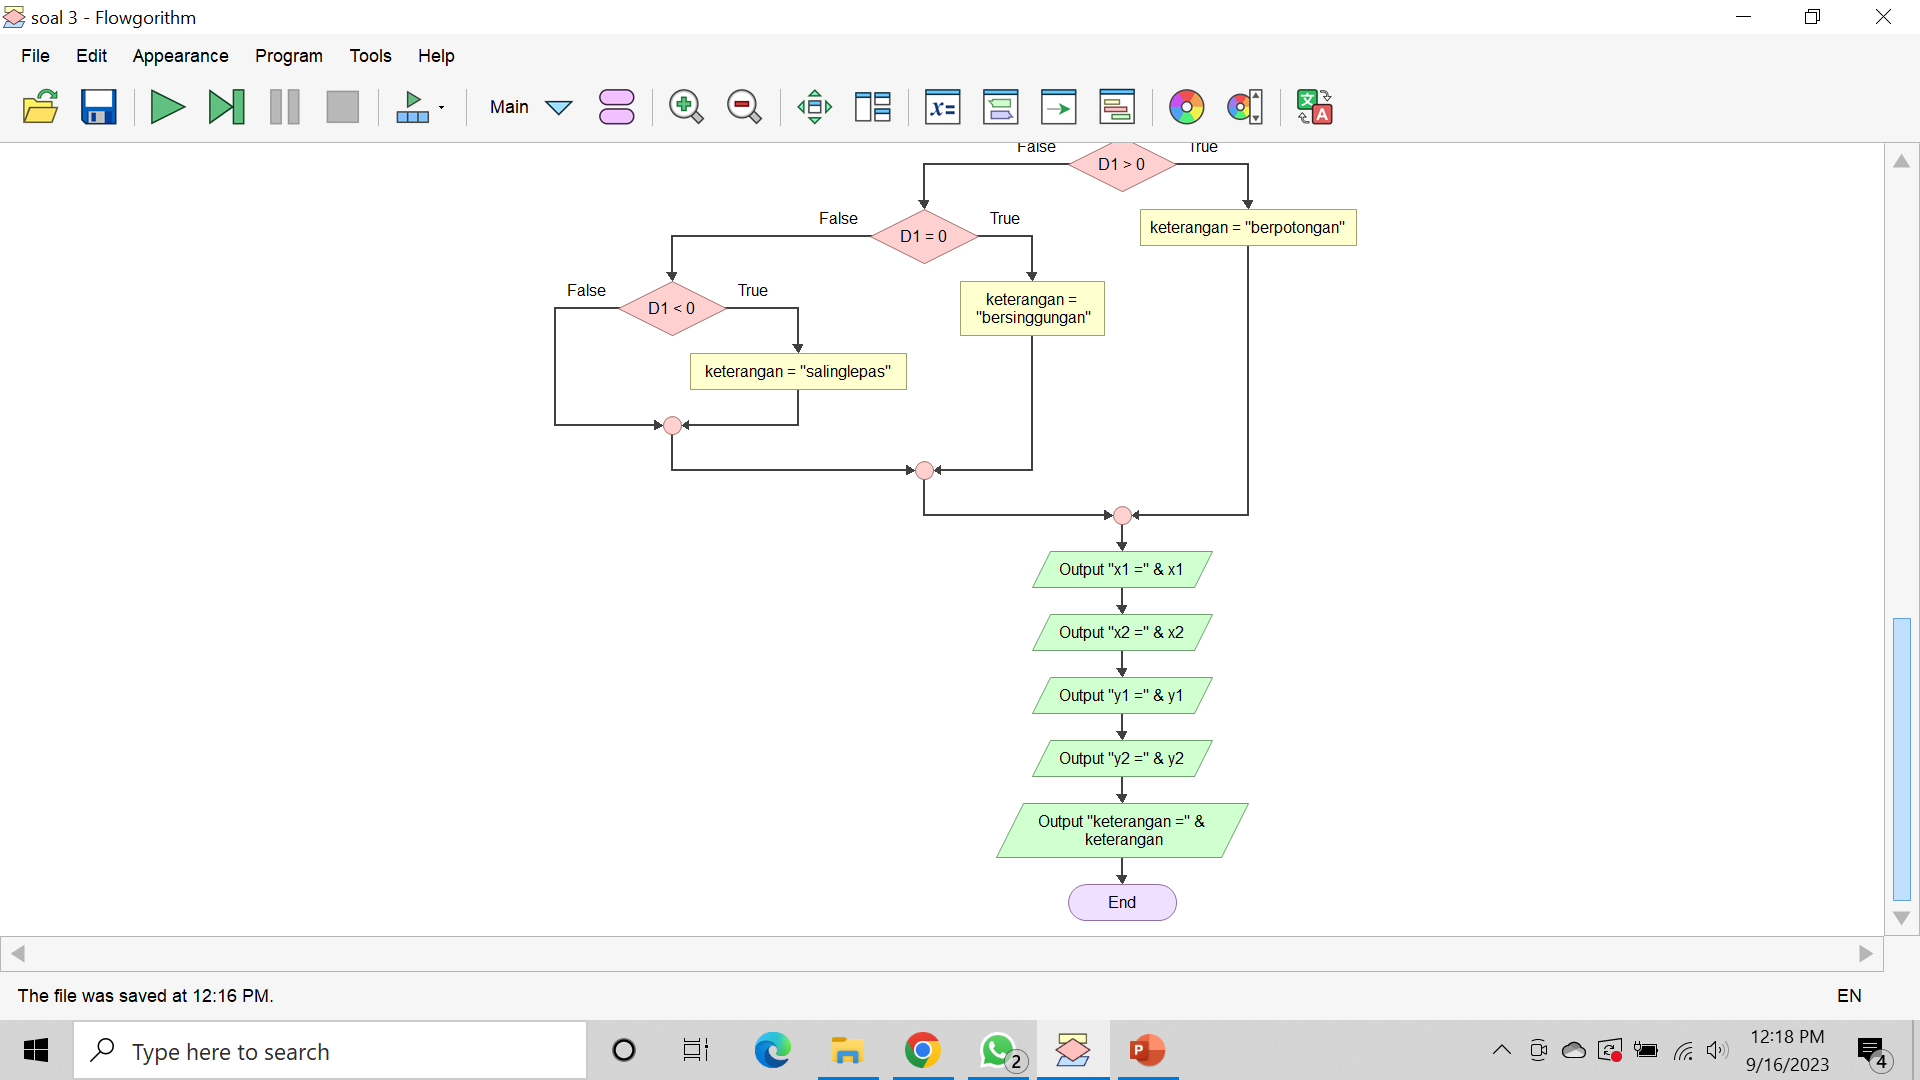 soal 3 - Flowgorithm
File Edit Appearance Program Tools Help
Main
False
True
D1 > 0
False
True
D1 = 0
keterangan = "berpotongan"
False
True
D1 < 0
keterangan =
"bersinggungan"
keterangan = "salinglepas"
Output "x1 =" & x1
Output "x2 =" & x2
Output "y1 =" & y1
Output "y2 =" & y2
Output "keterangan =" &
keterangan
End
The file was saved at 12:16 PM.
EN
Type here to search
2
12:18 PM
9/16/2023
4